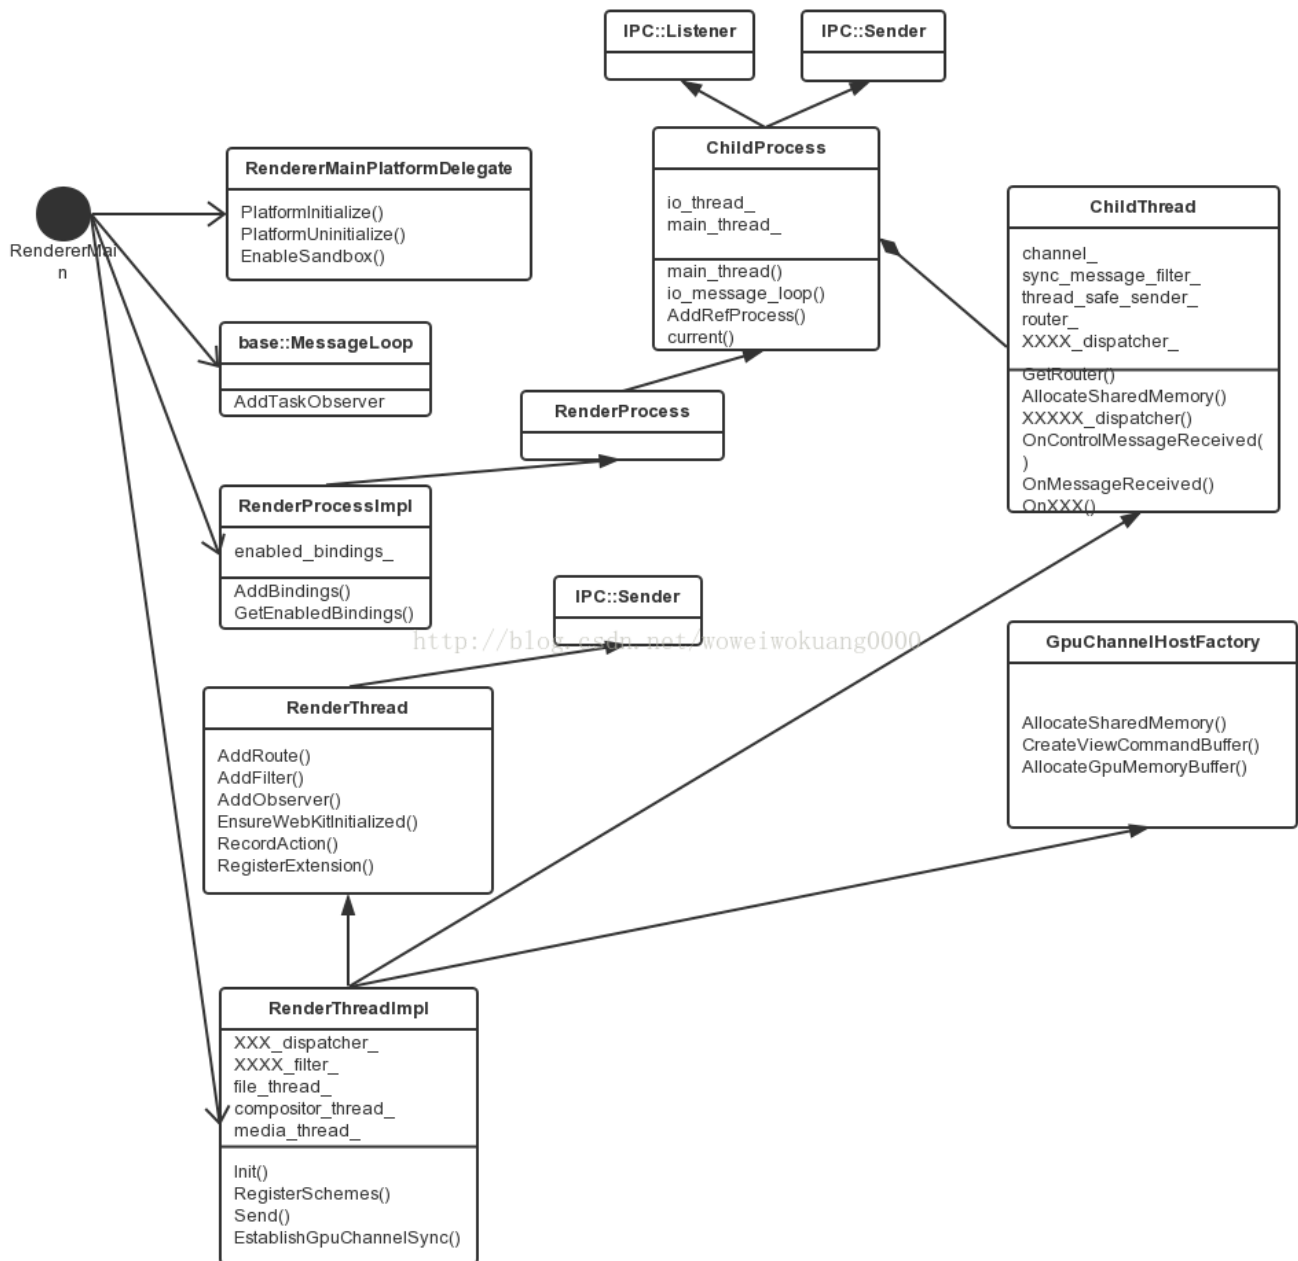 IPC::Listener
IPC::Sender
ChildProcess
io_thread_
main_thread_
main_thread()
io_message_loop()
AddRefProcess()
current()
RendererMainPlatformDelegate
PlatformInitialize()
PlatformUninitialize()
EnableSandbox()
RendererMai
n
ChildThread
channel_
sync_message_filter_
thread_safe_sender_
router_
XXXX_dispatcher_
GetRouter()
AllocateSharedMemory()
XXXXX_dispatcher()
OnControlMessageReceived(
)
OnMessageReceived()
OnXXX()
base::MessageLoop
AddTaskObserver
RenderProcess
RenderProcessImpl
enabled_bindings_
AddBindings()
GetEnabledBindings()
IPC::Sender
http://blog.csdn.net/woweiwokuang0000
GpuChannelHostFactory
AllocateSharedMemory()
CreateViewCommandBuffer()
AllocateGpuMemoryBuffer()
RenderThread
AddRoute()
AddFilter()
AddObserver()
EnsureWebKitInitialized()
RecordAction()
RegisterExtension()
RenderThreadImpl
XXX_dispatcher_
XXXX_filter_
file_thread_
compositor_thread_
media_thread_
Init()
RegisterSchemes()
Send()
EstablishGpuChannelSync()